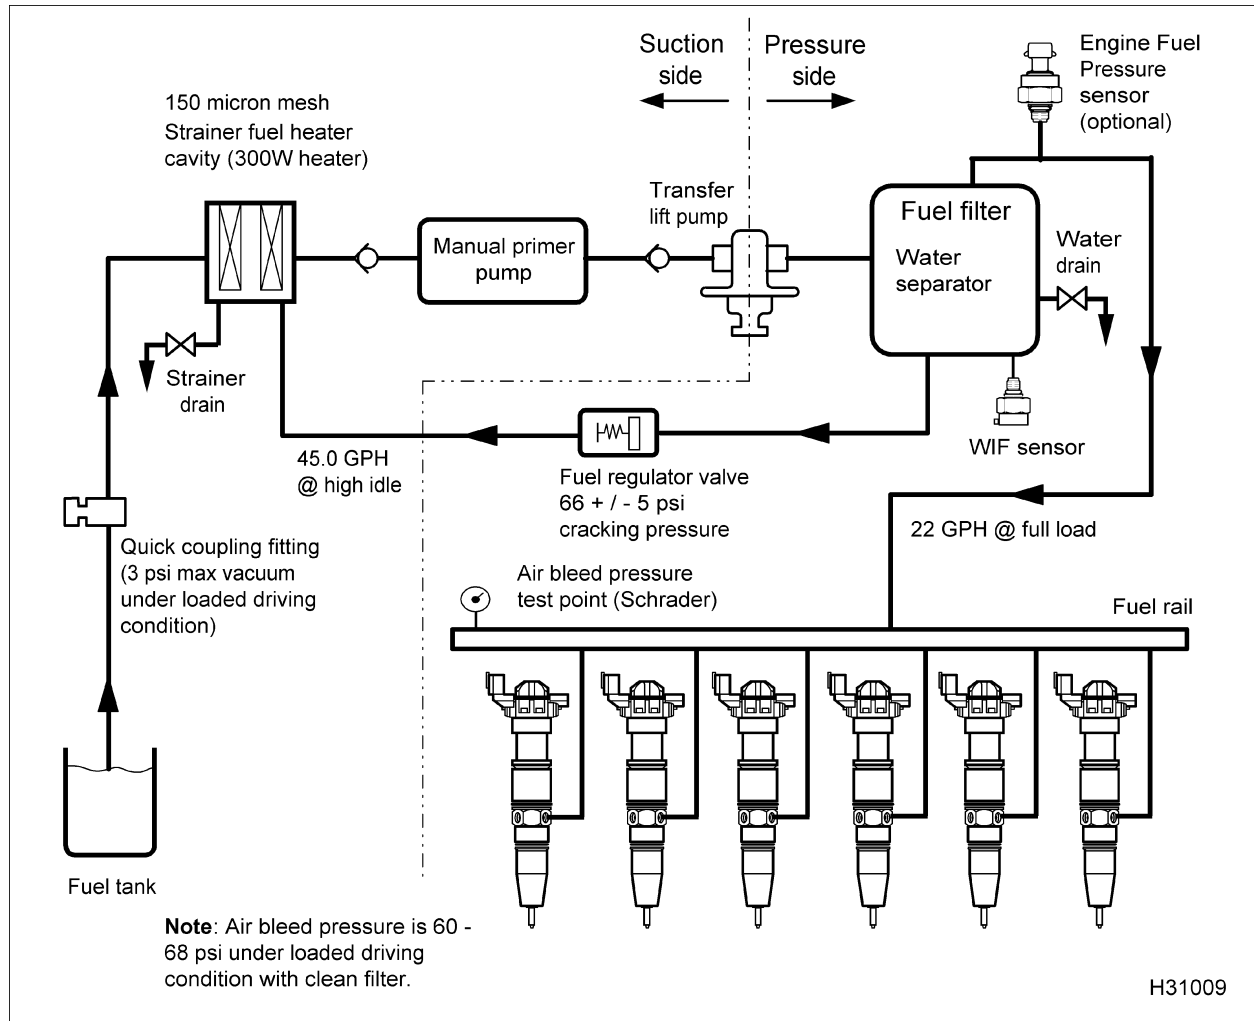 Suction
side
Pressure
side
Engine Fuel
Pressure
sensor
(optional)
150 micron mesh
Strainer fuel heater
cavity (300W heater)
Transfer
lift pump
Manual primer
pump
Fuel filter
Water
separator
Water
drain
Strainer
drain
WIF sensor
45.0 GPH
@ high idle
Fuel regulator valve
66 + / - 5 psi
cracking pressure
22 GPH @ full load
Quick coupling fitting
(3 psi max vacuum
under loaded driving
condition)
Air bleed pressure
test point (Schrader)
Fuel rail
Fuel tank
Note: Air bleed pressure is 60 -
68 psi under loaded driving
condition with clean filter.
H31009